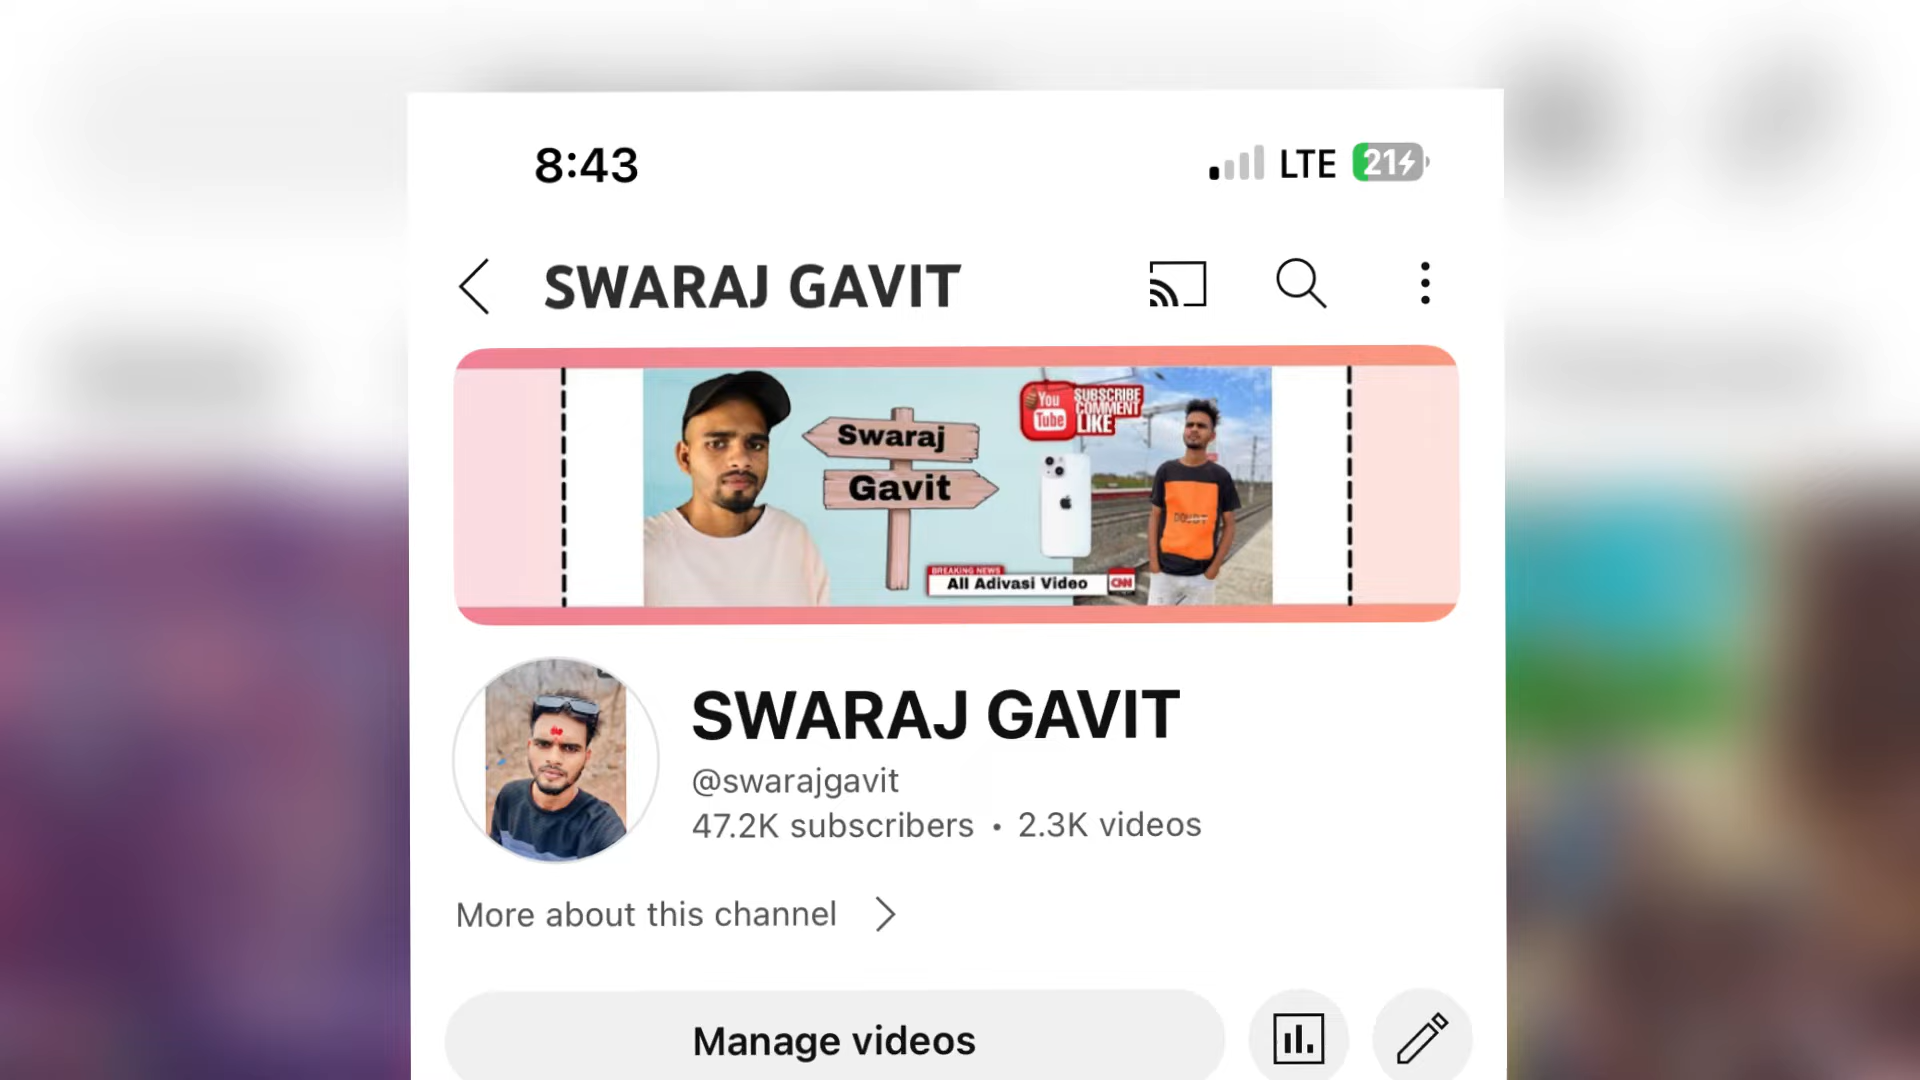 8:43
LTE
21
SWARAJ GAVIT
Swaraj
Gavit
You
Tube
SUBSCRIBE
COMMENT
LIKE
DOUBT
BREAKING NEWS
All Adivasi Video
CNN
SWARAJ GAVIT
@swarajgavit
47.2K subscribers • 2.3K videos
More about this channel
Manage videos